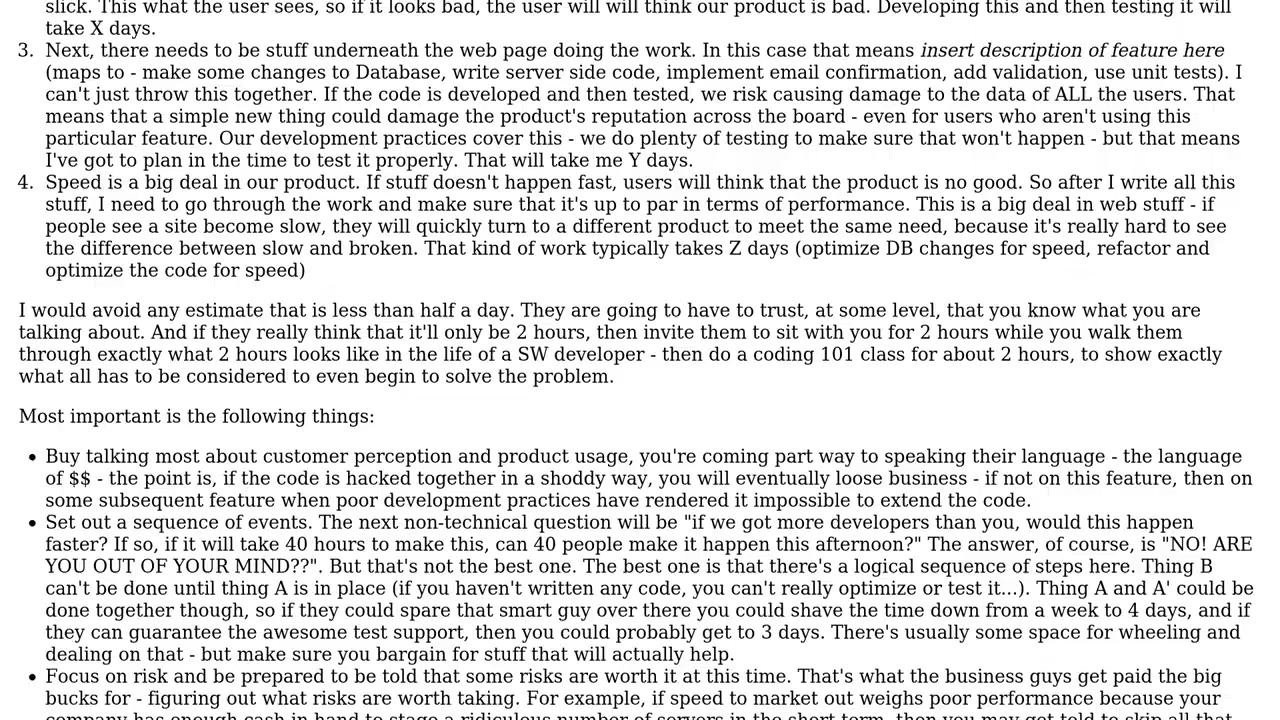 slick. This what the user sees, so if it looks bad, the user will will think our product is bad. Developing this and then testing it will
take X days.
3. Next, there needs to be stuff underneath the web page doing the work. In this case that means insert description of feature here
(maps to - make some changes to Database, write server side code, implement email confirmation, add validation, use unit tests). I
can't just throw this together. If the code is developed and then tested, we risk causing damage to the data of ALL the users. That
means that a simple new thing could damage the product's reputation across the board - even for users who aren't using this
particular feature. Our development practices cover this - we do plenty of testing to make sure that won't happen - but that means
I've got to plan in the time to test it properly. That will take me Y days.
4. Speed is a big deal in our product. If stuff doesn't happen fast, users will think that the product is no good. So after I write all this
stuff, I need to go through the work and make sure that it's up to par in terms of performance. This is a big deal in web stuff - if
people see a site become slow, they will quickly turn to a different product to meet the same need, because it's really hard to see
the difference between slow and broken. That kind of work typically takes Z days (optimize DB changes for speed, refactor and
optimize the code for speed)
I would avoid any estimate that is less than half a day. They are going to have to trust, at some level, that you know what you are
talking about. And if they really think that it'll only be 2 hours, then invite them to sit with you for 2 hours while you walk them
through exactly what 2 hours looks like in the life of a SW developer - then do a coding 101 class for about 2 hours, to show exactly
what all has to be considered to even begin to solve the problem.
Most important is the following things:
• Buy talking most about customer perception and product usage, you're coming part way to speaking their language - the language
of $$ - the point is, if the code is hacked together in a shoddy way, you will eventually loose business - if not on this feature, then on
some subsequent feature when poor development practices have rendered it impossible to extend the code.
• Set out a sequence of events. The next non-technical question will be "if we got more developers than you, would this happen
faster? If so, if it will take 40 hours to make this, can 40 people make it happen this afternoon?" The answer, of course, is "NO! ARE
YOU OUT OF YOUR MIND??". But that's not the best one. The best one is that there's a logical sequence of steps here. Thing B
can't be done until thing A is in place (if you haven't written any code, you can't really optimize or test it...). Thing A and A' could be
done together though, so if they could spare that smart guy over there you could shave the time down from a week to 4 days, and if
they can guarantee the awesome test support, then you could probably get to 3 days. There's usually some space for wheeling and
dealing on that - but make sure you bargain for stuff that will actually help.
• Focus on risk and be prepared to be told that some risks are worth it at this time. That's what the business guys get paid the big
bucks for - figuring out what risks are worth taking. For example, if speed to market out weighs poor performance because your
company has enough cash in hand to stage a ridiculous number of servers in the short term, then you may get told to skip all that